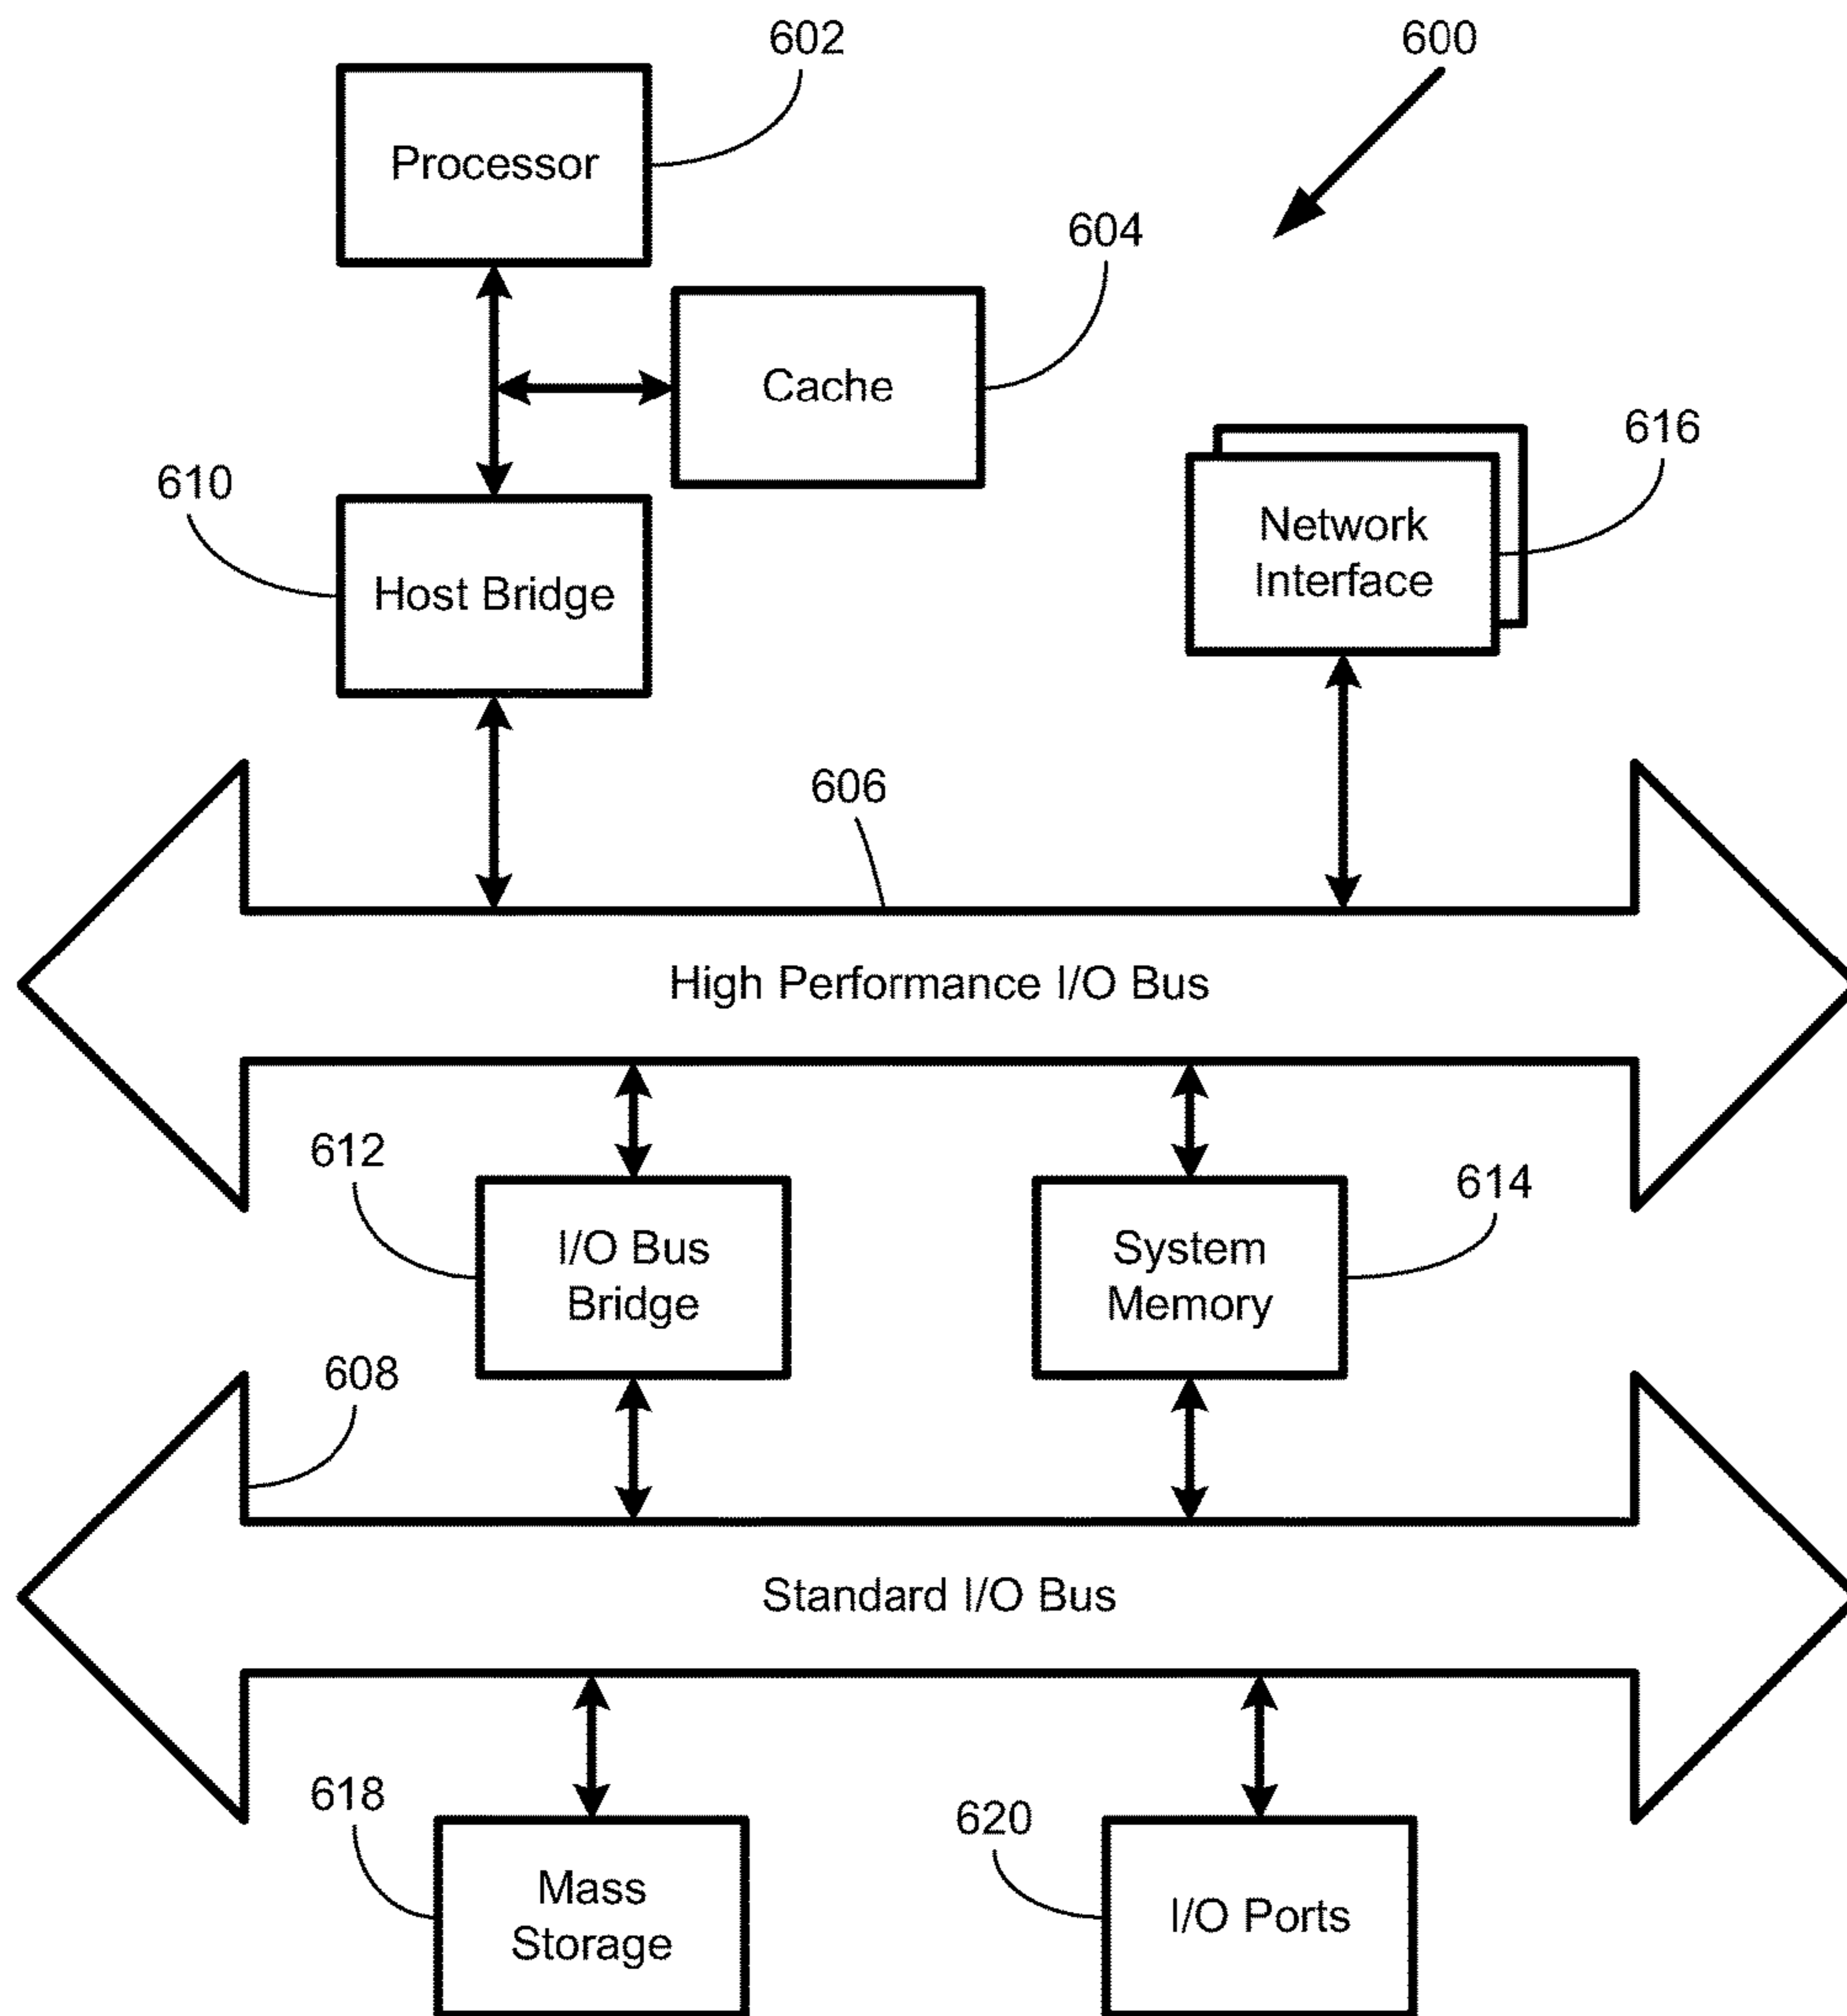 602
600
Processor
604
Cache
616
610
Network
Interface
Host Bridge
606
High Performance I/O Bus
612
614
I/O Bus
Bridge
System
Memory
608
Standard I/O Bus
618
620
Mass
Storage
I/O Ports